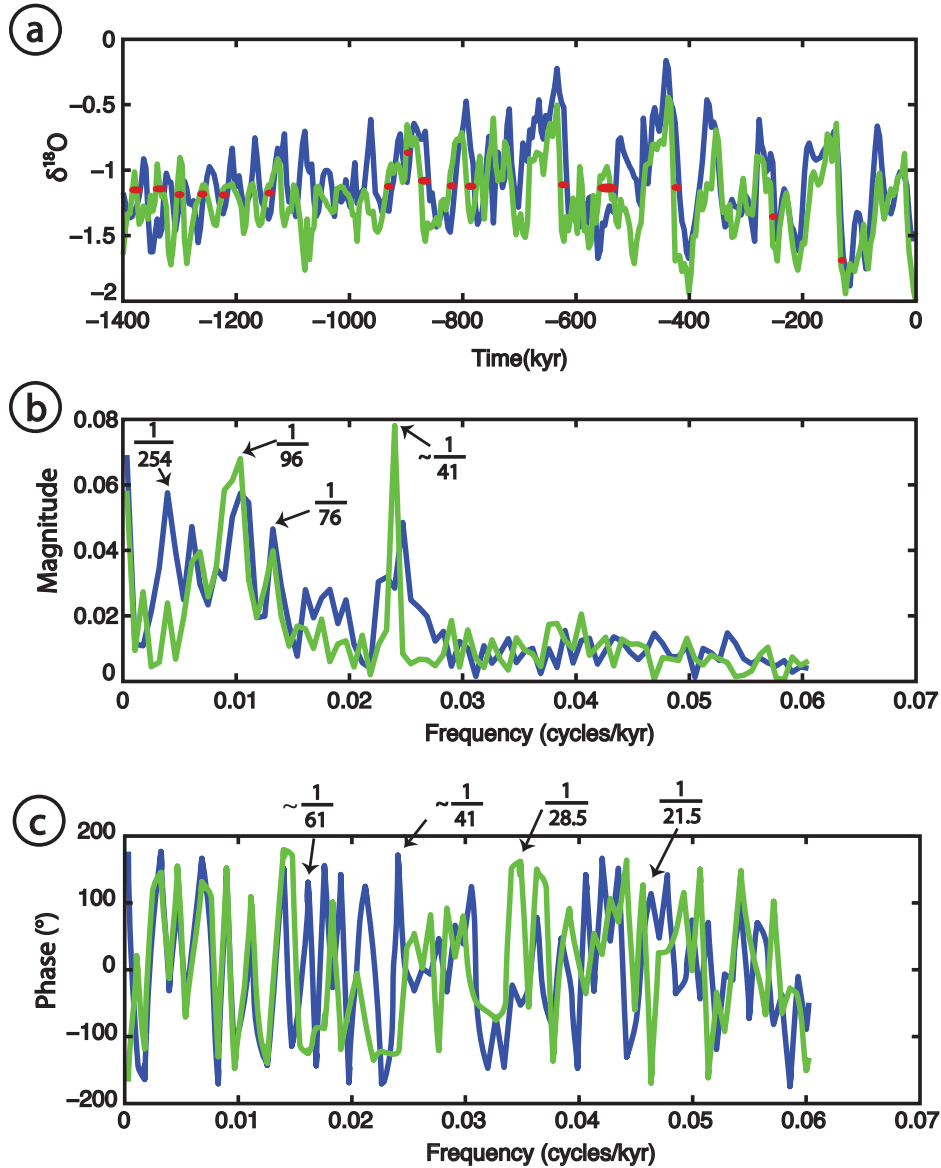 a
0
−0.5
−1
−1.5
−2
δ¹⁸O
−1400 −1200 −1000 −800 −600 −400 −200 0
Time(kyr)
b
0.08
0.06
0.04
0.02
0
Magnitude
1/254
1/96
1/76
~1/41
0 0.01 0.02 0.03 0.04 0.05 0.06 0.07
Frequency (cycles/kyr)
c
~1/61
~1/41
1/28.5
1/21.5
200
100
0
−100
−200
Phase (°)
0 0.01 0.02 0.03 0.04 0.05 0.06 0.07
Frequency (cycles/kyr)